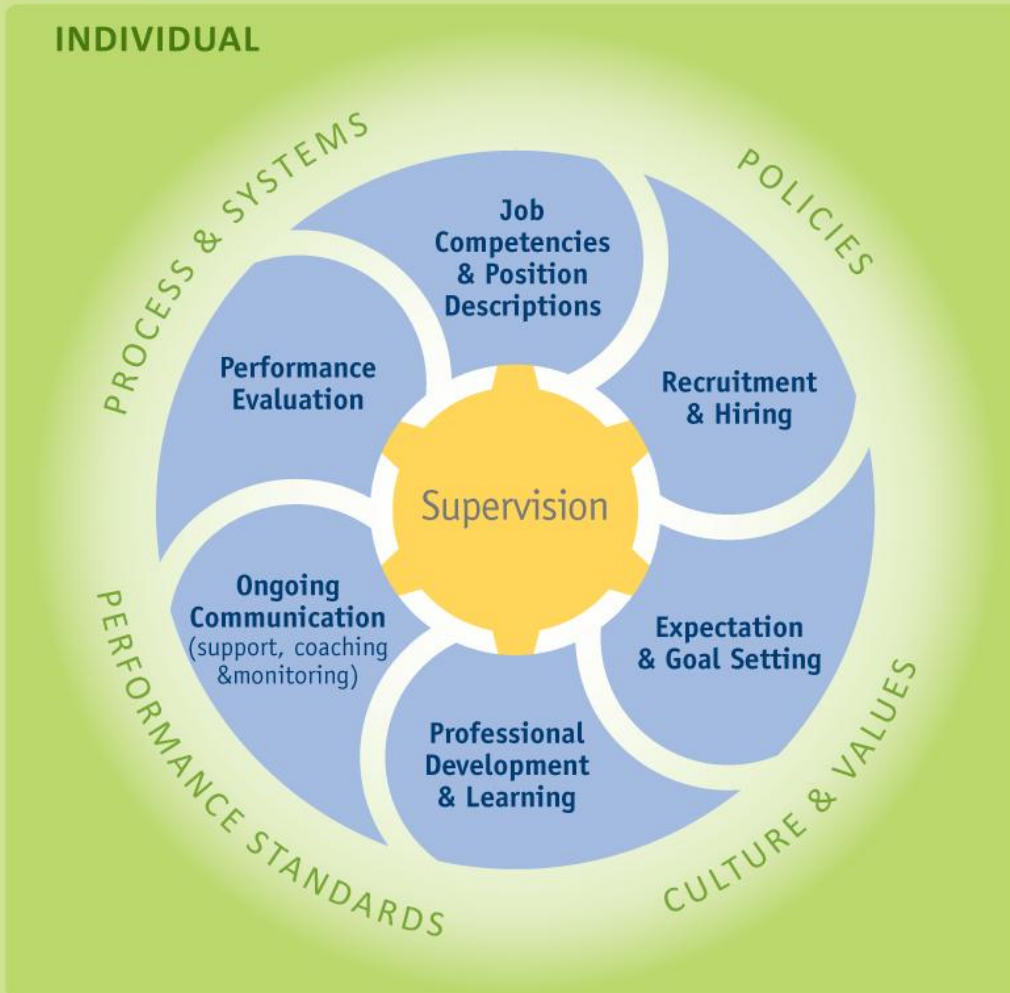 INDIVIDUAL
PROCESS & SYSTEMS
POLICIES
Job
Competencies
& Position
Descriptions
Performance
Evaluation
Recruitment
& Hiring
Supervision
Ongoing
Communication
(support, coaching
&monitoring)
Expectation
& Goal Setting
Professional
Development
& Learning
PERFORMANCE STANDARDS
CULTURE & VALUES